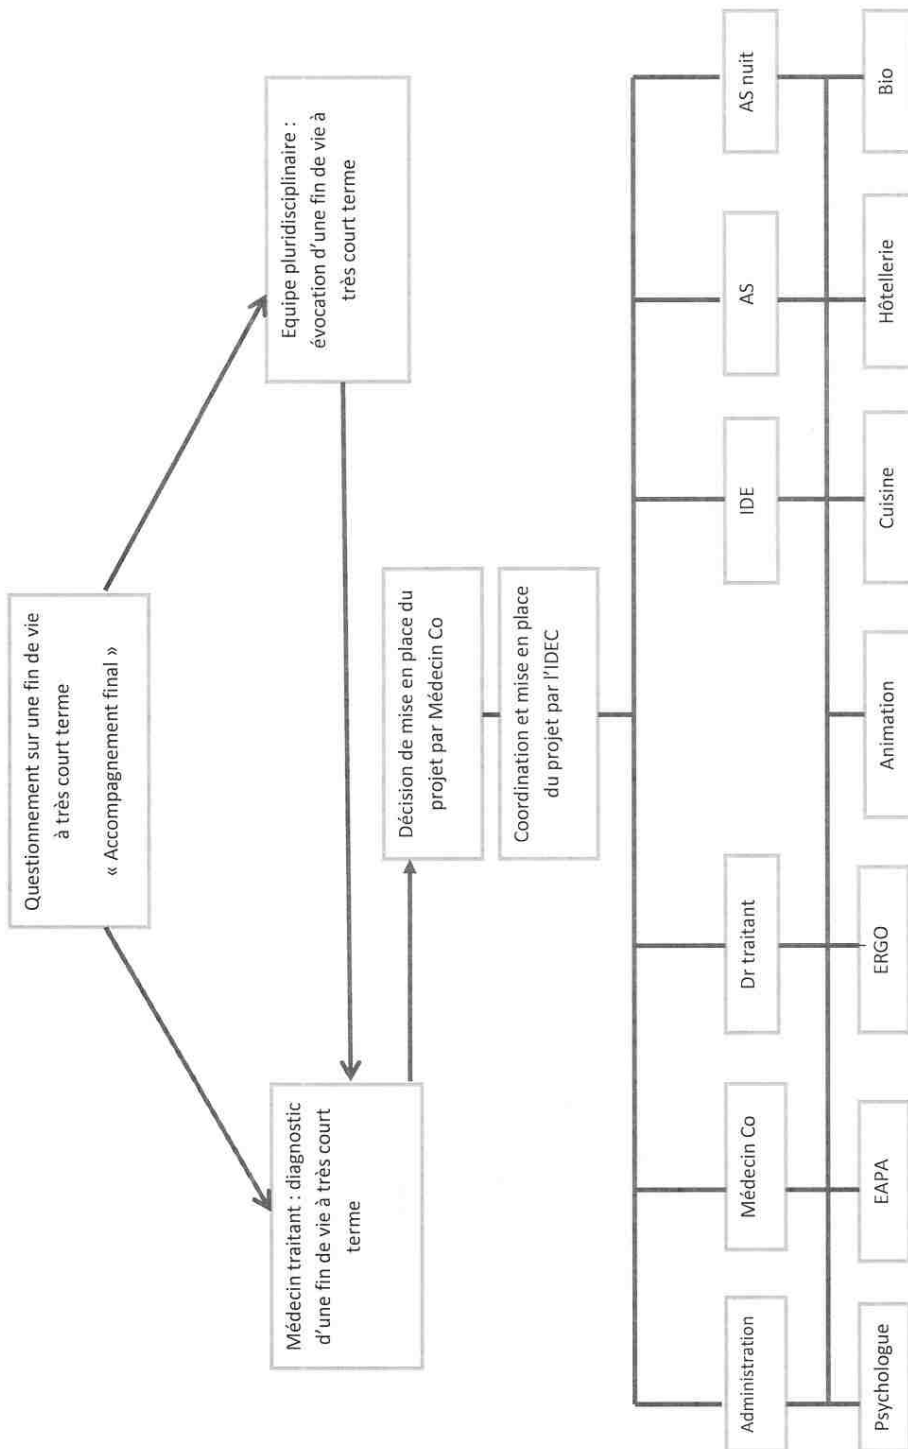 Questionnement sur une fin de vie
à très court terme
« Accompagnement final »
Médecin traitant : diagnostic
d'une fin de vie à très court
terme
Equipe pluridisciplinaire :
évocation d'une fin de vie à
très court terme
Décision de mise en place du
projet par Médecin Co
Coordination et mise en place
du projet par l'IDEC
Administration
Médecin Co
Dr traitant
IDE
AS
AS nuit
Psychologue
EAPA
ERGO
Animation
Cuisine
Hôtellerie
Bio